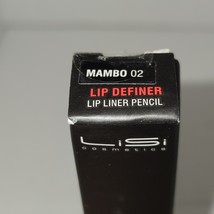 MAMBO 02
LIP DEFINER
LIP LINER PENCIL
LiSi
cosmetics